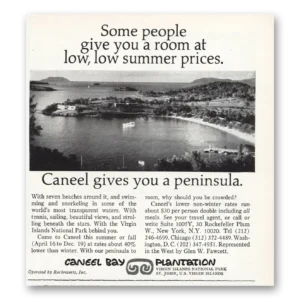 Some people
give you a room at
low, low summer prices.
Caneel gives you a peninsula.
With seven beaches around it, and swim-
ming and snorkeling in some of the
world's most transparent waters. With
tennis, sailing, beautiful views, and strol-
ling beneath the stars. With the Virgin
Islands National Park behind you.
Come to Caneel this summer or fall
(April 16 to Dec. 19) at rates about 40%
lower than winter. With our peninsula to
room, why should you be crowded?
Caneel's lower non-winter rates run
about $30 per person double including all
meals. See your travel agent, or call or
write Suite 1005Y, 30 Rockefeller Plaza
W., New York, N.Y. 10020. Tel (212)
Chicago (312) Washing-
ton, D.C. (202) 347-4931. Represented
in the West by Glen W. Fawcett.
CANEEL BAY PLANTATION
VIRGIN ISLANDS NATIONAL PARK
ST. JOHN, U.S. VIRGIN ISLANDS
Operated by Rockresorts, Inc.